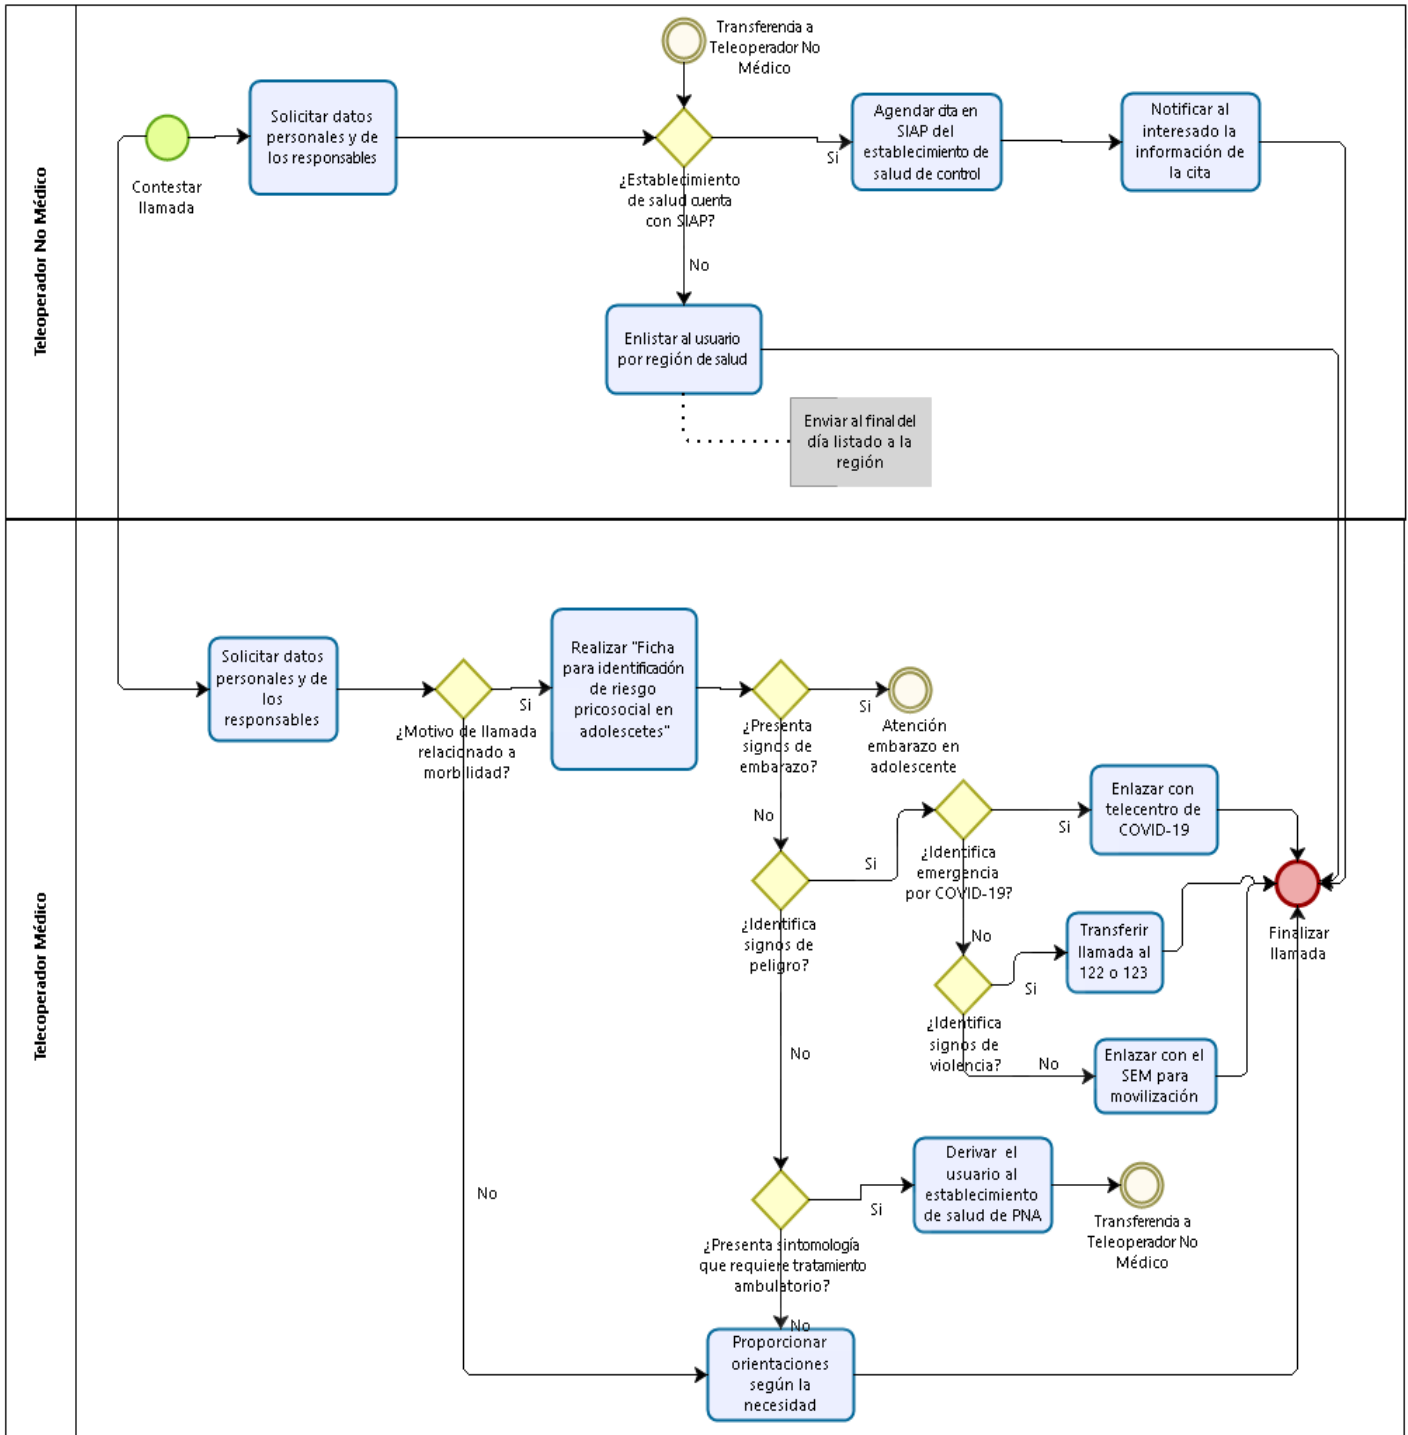 Teleoperador No Médico
Transferencia a
Teleoperador No
Médico
Contestar
llamada
Solicitar datos
personales y de
los responsables
¿Establecimiento
de salud cuenta
con SIAP?
Si
Agendar cita en
SIAP del
establecimiento de
salud de control
Notificar al
interesado la
información de
la cita
No
Enlistar al usuario
por región de salud
Enviar al final del
día listado a la
región
Telecoperador Médico
Solicitar datos
personales y de
los
responsables
¿Motivo de llamada
relacionado a
morbilidad?
Si
Realizar "Ficha
para identificación
de riesgo
pricosocial en
adolescetes"
¿Presenta
signos de
embarazo?
Si
Atención
embarazo en
adolescente
No
¿Identifica
signos de
peligro?
Si
¿Identifica
emergencia
por COVID-19?
Si
Enlazar con
telecentro de
COVID-19
No
¿Identifica
signos de
violencia?
Si
Transferir
llamada al
122 o 123
No
Enlazar con el
SEM para
movilización
Finalizar
llamada
No
¿Presenta sintomología
que requiere tratamiento
ambulatorio?
Si
Derivar el
usuario al
establecimiento
de salud de PNA
Transferencia a
Teleoperador No
Médico
No
No
Proporcionar
orientaciones
según la
necesidad